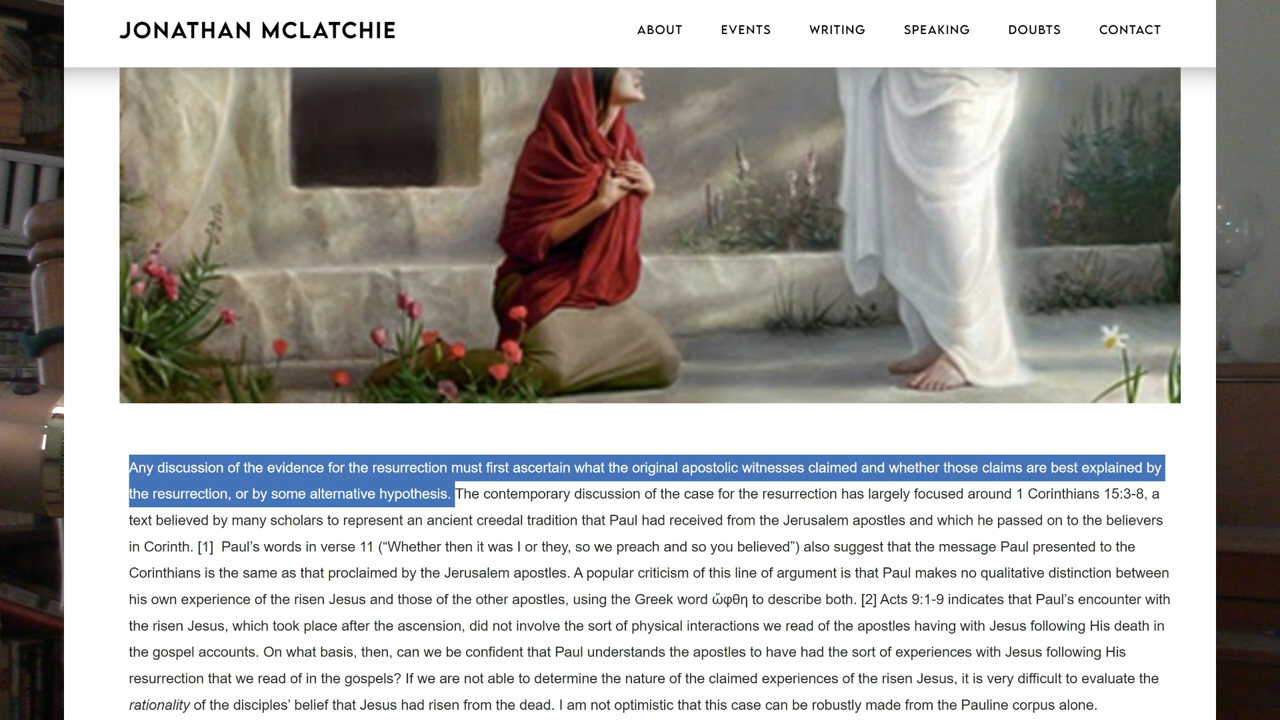 JONATHAN MCLATCHIE
ABOUT EVENTS WRITING SPEAKING DOUBTS CONTACT
Any discussion of the evidence for the resurrection must first ascertain what the original apostolic witnesses claimed and whether those claims are best explained by
the resurrection, or by some alternative hypothesis. The contemporary discussion of the case for the resurrection has largely focused around 1 Corinthians 15:3-8, a
text believed by many scholars to represent an ancient creedal tradition that Paul had received from the Jerusalem apostles and which he passed on to the believers
in Corinth. [1]  Paul’s words in verse 11 (“Whether then it was I or they, so we preach and so you believed”) also suggest that the message Paul presented to the
Corinthians is the same as that proclaimed by the Jerusalem apostles. A popular criticism of this line of argument is that Paul makes no qualitative distinction between
his own experience of the risen Jesus and those of the other apostles, using the Greek word ὤφθη to describe both. [2] Acts 9:1-9 indicates that Paul’s encounter with
the risen Jesus, which took place after the ascension, did not involve the sort of physical interactions we read of the apostles having with Jesus following His death in
the gospel accounts. On what basis, then, can we be confident that Paul understands the apostles to have had the sort of experiences with Jesus following His
resurrection that we read of in the gospels? If we are not able to determine the nature of the claimed experiences of the risen Jesus, it is very difficult to evaluate the
rationality of the disciples’ belief that Jesus had risen from the dead. I am not optimistic that this case can be robustly made from the Pauline corpus alone.